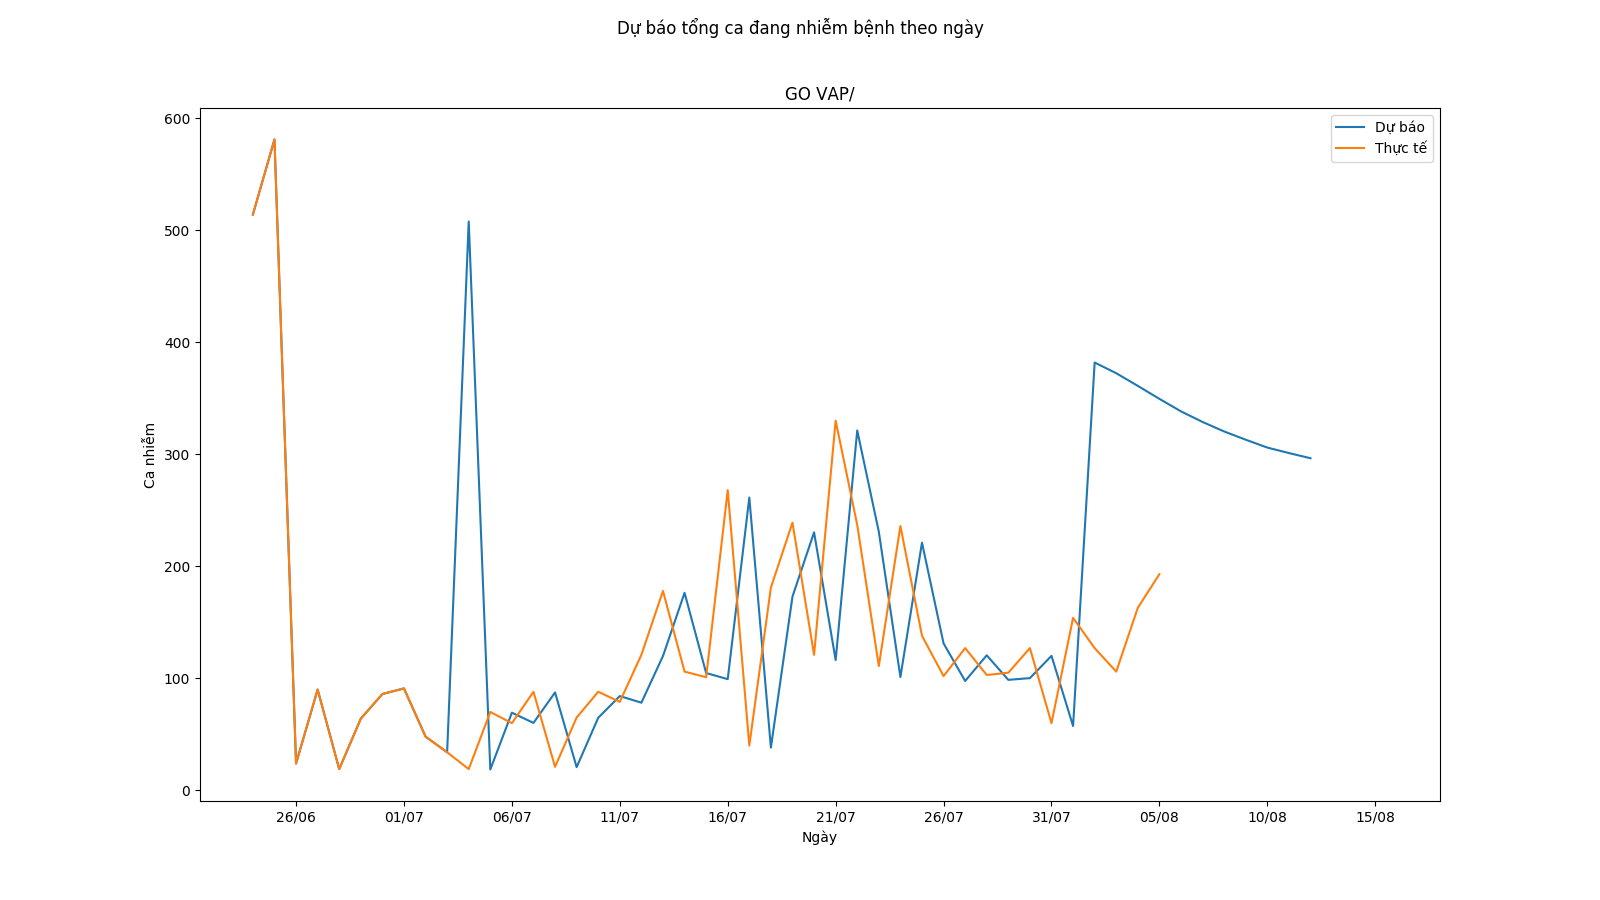 Dự báo tổng ca đang nhiễm bệnh theo ngày
GO VAP/
Dự báo
Thực tế
600
500
400
300
200
100
0
Ca nhiễm
26/06 01/07 06/07 11/07 16/07 21/07 26/07 31/07 05/08 10/08 15/08
Ngày